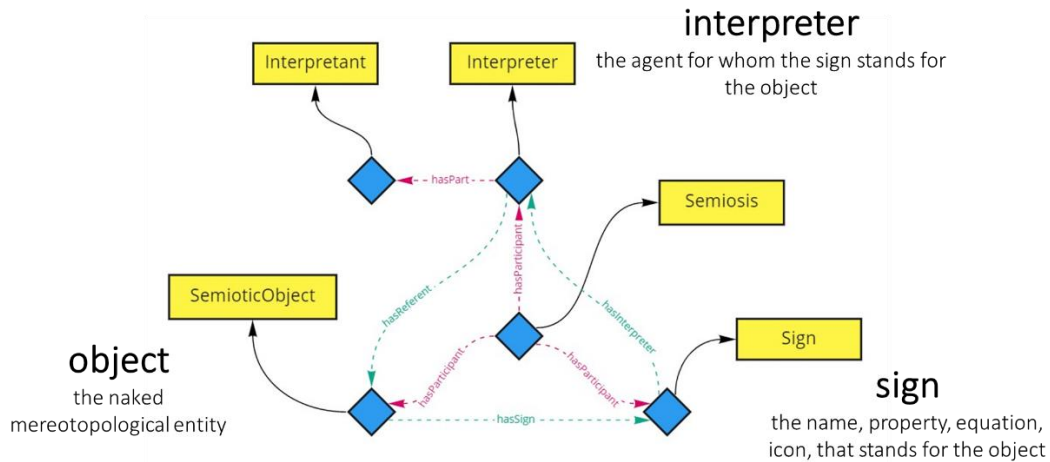 interpreter
the agent for whom the sign stands for
the object
Interpretant
Interpreter
hasPart
Semiosis
hasParticipant
hasReferent
hasInterpreter
SemioticObject
Sign
hasParticipant
hasParticipant
object
the naked
mereotopological entity
hasSign
sign
the name, property, equation,
icon, that stands for the object